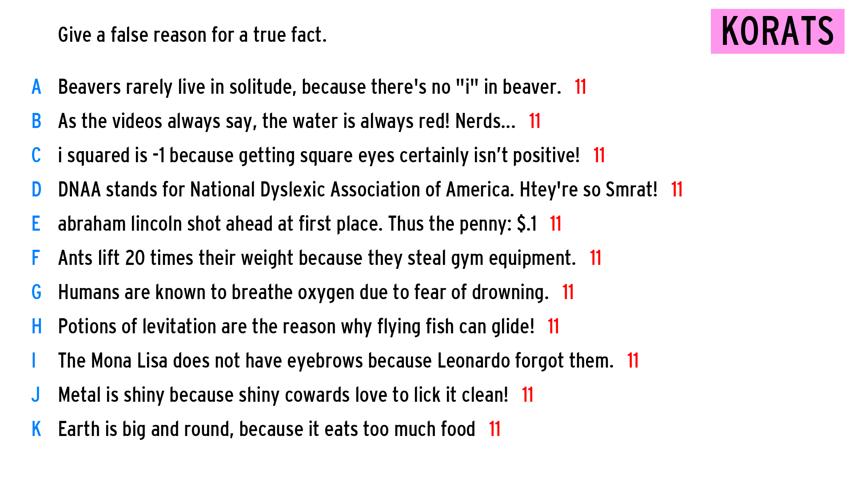 Give a false reason for a true fact.
KORATS
A Beavers rarely live in solitude, because there's no "i" in beaver. 11
B As the videos always say, the water is always red! Nerds... 11
C i squared is -1 because getting square eyes certainly isn't positive! 11
D DNAA stands for National Dyslexic Association of America. Htey're so Smrat! 11
E abraham lincoln shot ahead at first place. Thus the penny: $.1 11
F Ants lift 20 times their weight because they steal gym equipment. 11
G Humans are known to breathe oxygen due to fear of drowning. 11
H Potions of levitation are the reason why flying fish can glide! 11
I The Mona Lisa does not have eyebrows because Leonardo forgot them. 11
J Metal is shiny because shiny cowards love to lick it clean! 11
K Earth is big and round, because it eats too much food 11